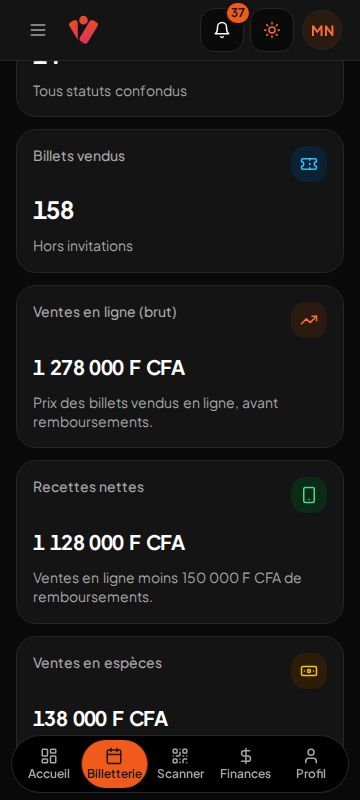 37
MN
Tous statuts confondus
Billets vendus
158
Hors invitations
Ventes en ligne (brut)
1 278 000 F CFA
Prix des billets vendus en ligne, avant
remboursements.
Recettes nettes
1 128 000 F CFA
Ventes en ligne moins 150 000 F CFA de
remboursements.
Ventes en espèces
138 000 F CFA
Accueil
Billetterie
Scanner
Finances
Profil